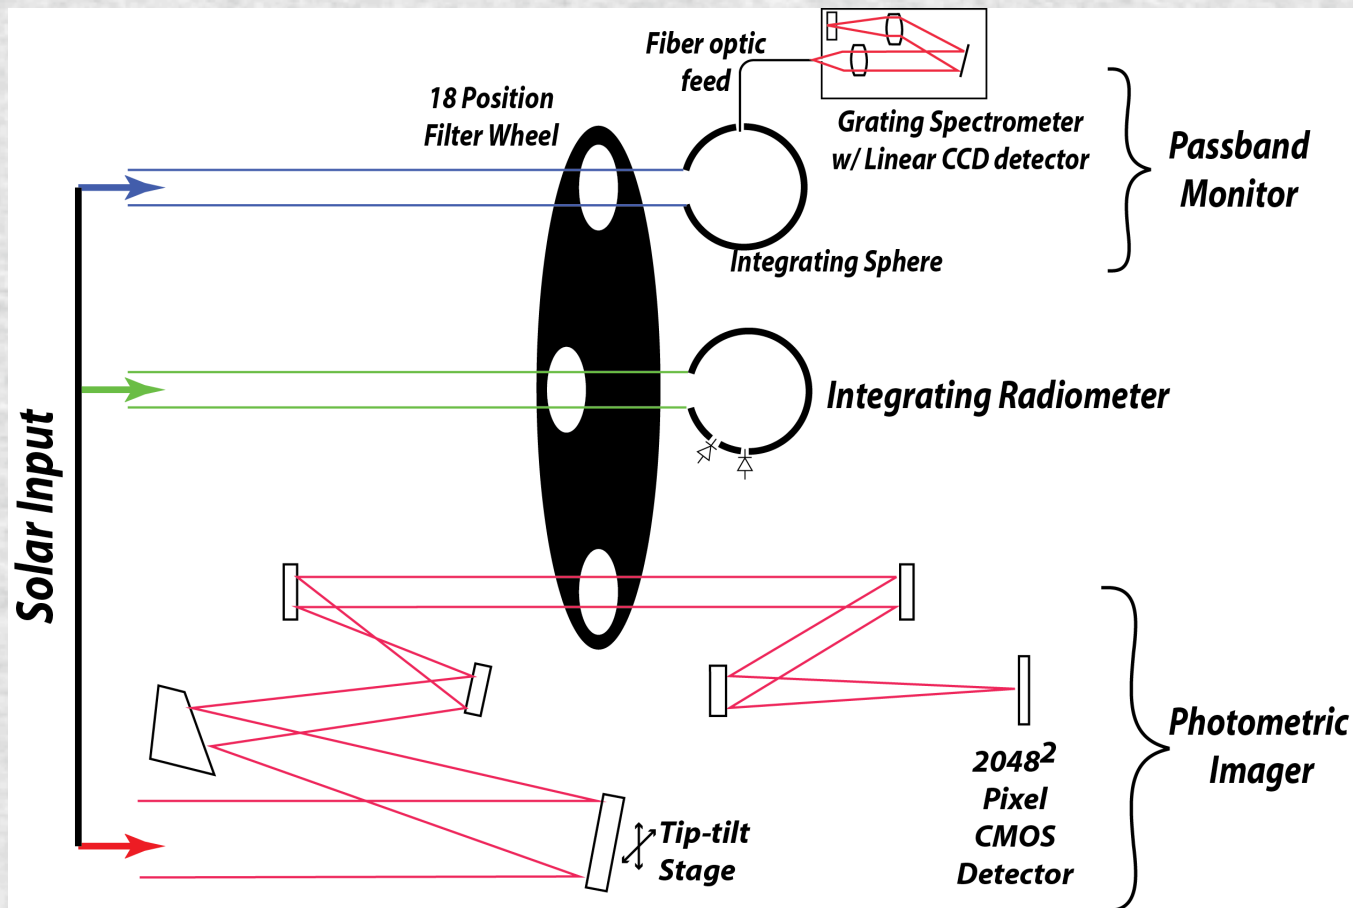 Fiber optic
feed
18 Position
Filter Wheel
Grating Spectrometer
w/ Linear CCD detector
Passband
Monitor
Integrating Sphere
Integrating Radiometer
Solar Input
Tip-tilt
Stage
2048²
Pixel
CMOS
Detector
Photometric
Imager